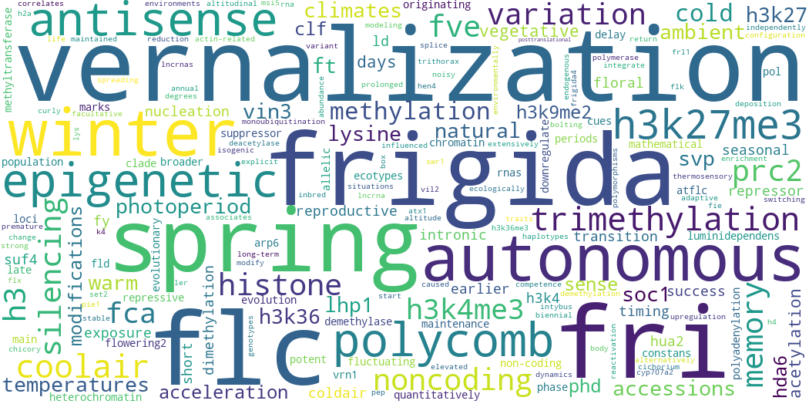 correlates environments altitudinal msi5 rna
h2a
antisense
methyltransferase
life maintained reduction actin-related
climates
originating
modeling
noisy
clf
fve
variation
vegetative
cold
h3k27
ambient
independently
configuration
ld
splice
delay
return
variant
trithorax
polymerase
integrate
frl1
vernalization
lncrnas
annual
degrees
spreading
prolonged
hen4
abundance
environmentally
endogenous
frigida4
posttranslational
ft
days
floral
flk
pol
deposition
curly
facultative
marks
nucleation
vin3
monoubiquitination
methylation
h3k9me2
cues
bolting
winter
lys
suppressor
deacetylase
isogenic
lysine
natural
chromatin
extensively
influenced
h3k27me3
population
clade
broader
explicit
allelic
box
ecotypes
rnas
sar1
periods
mathematical
downregulate
polymorphisms
svp
seasonal
enrichment
thermosensory
prc2
epigenetic
frigida
inbred
situations
ecologically
lncrna
vil2
atflc
adaptive
fie
repressor
switching
loci
premature
photoperiod
reproductive
altitude
atx1
traits
trimethylation
change
strong
k4
fy
associates
spring
h3k36me3
haplotypes
h3
silencing
modifications
evolutionary
arp6
long-term
modify
intronic
transition
luminidependens
suf4
late
flx
fld
ler
autonomous
warm
set2
pie1
stable
repressive
evolution
histone
caused
earlier
competence
start
demethylation
upregulation
h3k4
intybus
biennial
sense
soc1
success
h4
main
chicory
exposure
fca
flowering2
dimethylation
genotypes
h3k36
lhp1
demethylase
h3k4me3
maintenance
timing
constans
hua2
polyadenylation
memory
hda6
acetylation
coolair
short
flc
potent
fluctuating
vrn1
polycomb
non-coding
elevated
dynamics
phase
body
alternatively
cichorium
cyp707a2
reactivation
fri
temperatures
heterochromatin
acceleration
coldair
pep
noncoding
quantitatively
phd
accessions